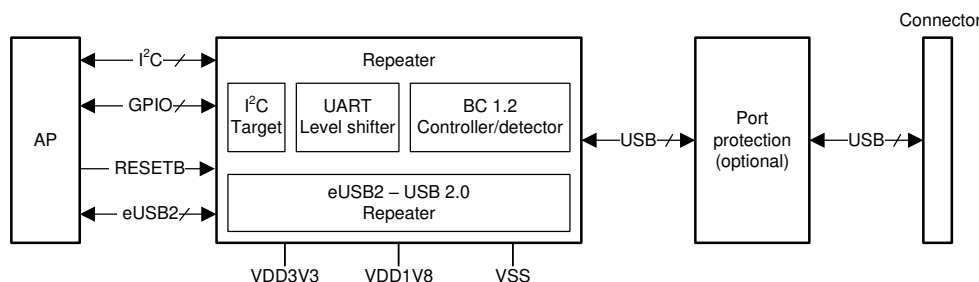 Connector
I²C
Repeater
GPIO
I²C
Target
UART
Level shifter
BC 1.2
Controller/detector
AP
USB
Port
protection
(optional)
USB
RESETB
eUSB2
eUSB2 – USB 2.0
Repeater
VDD3V3
VDD1V8
VSS